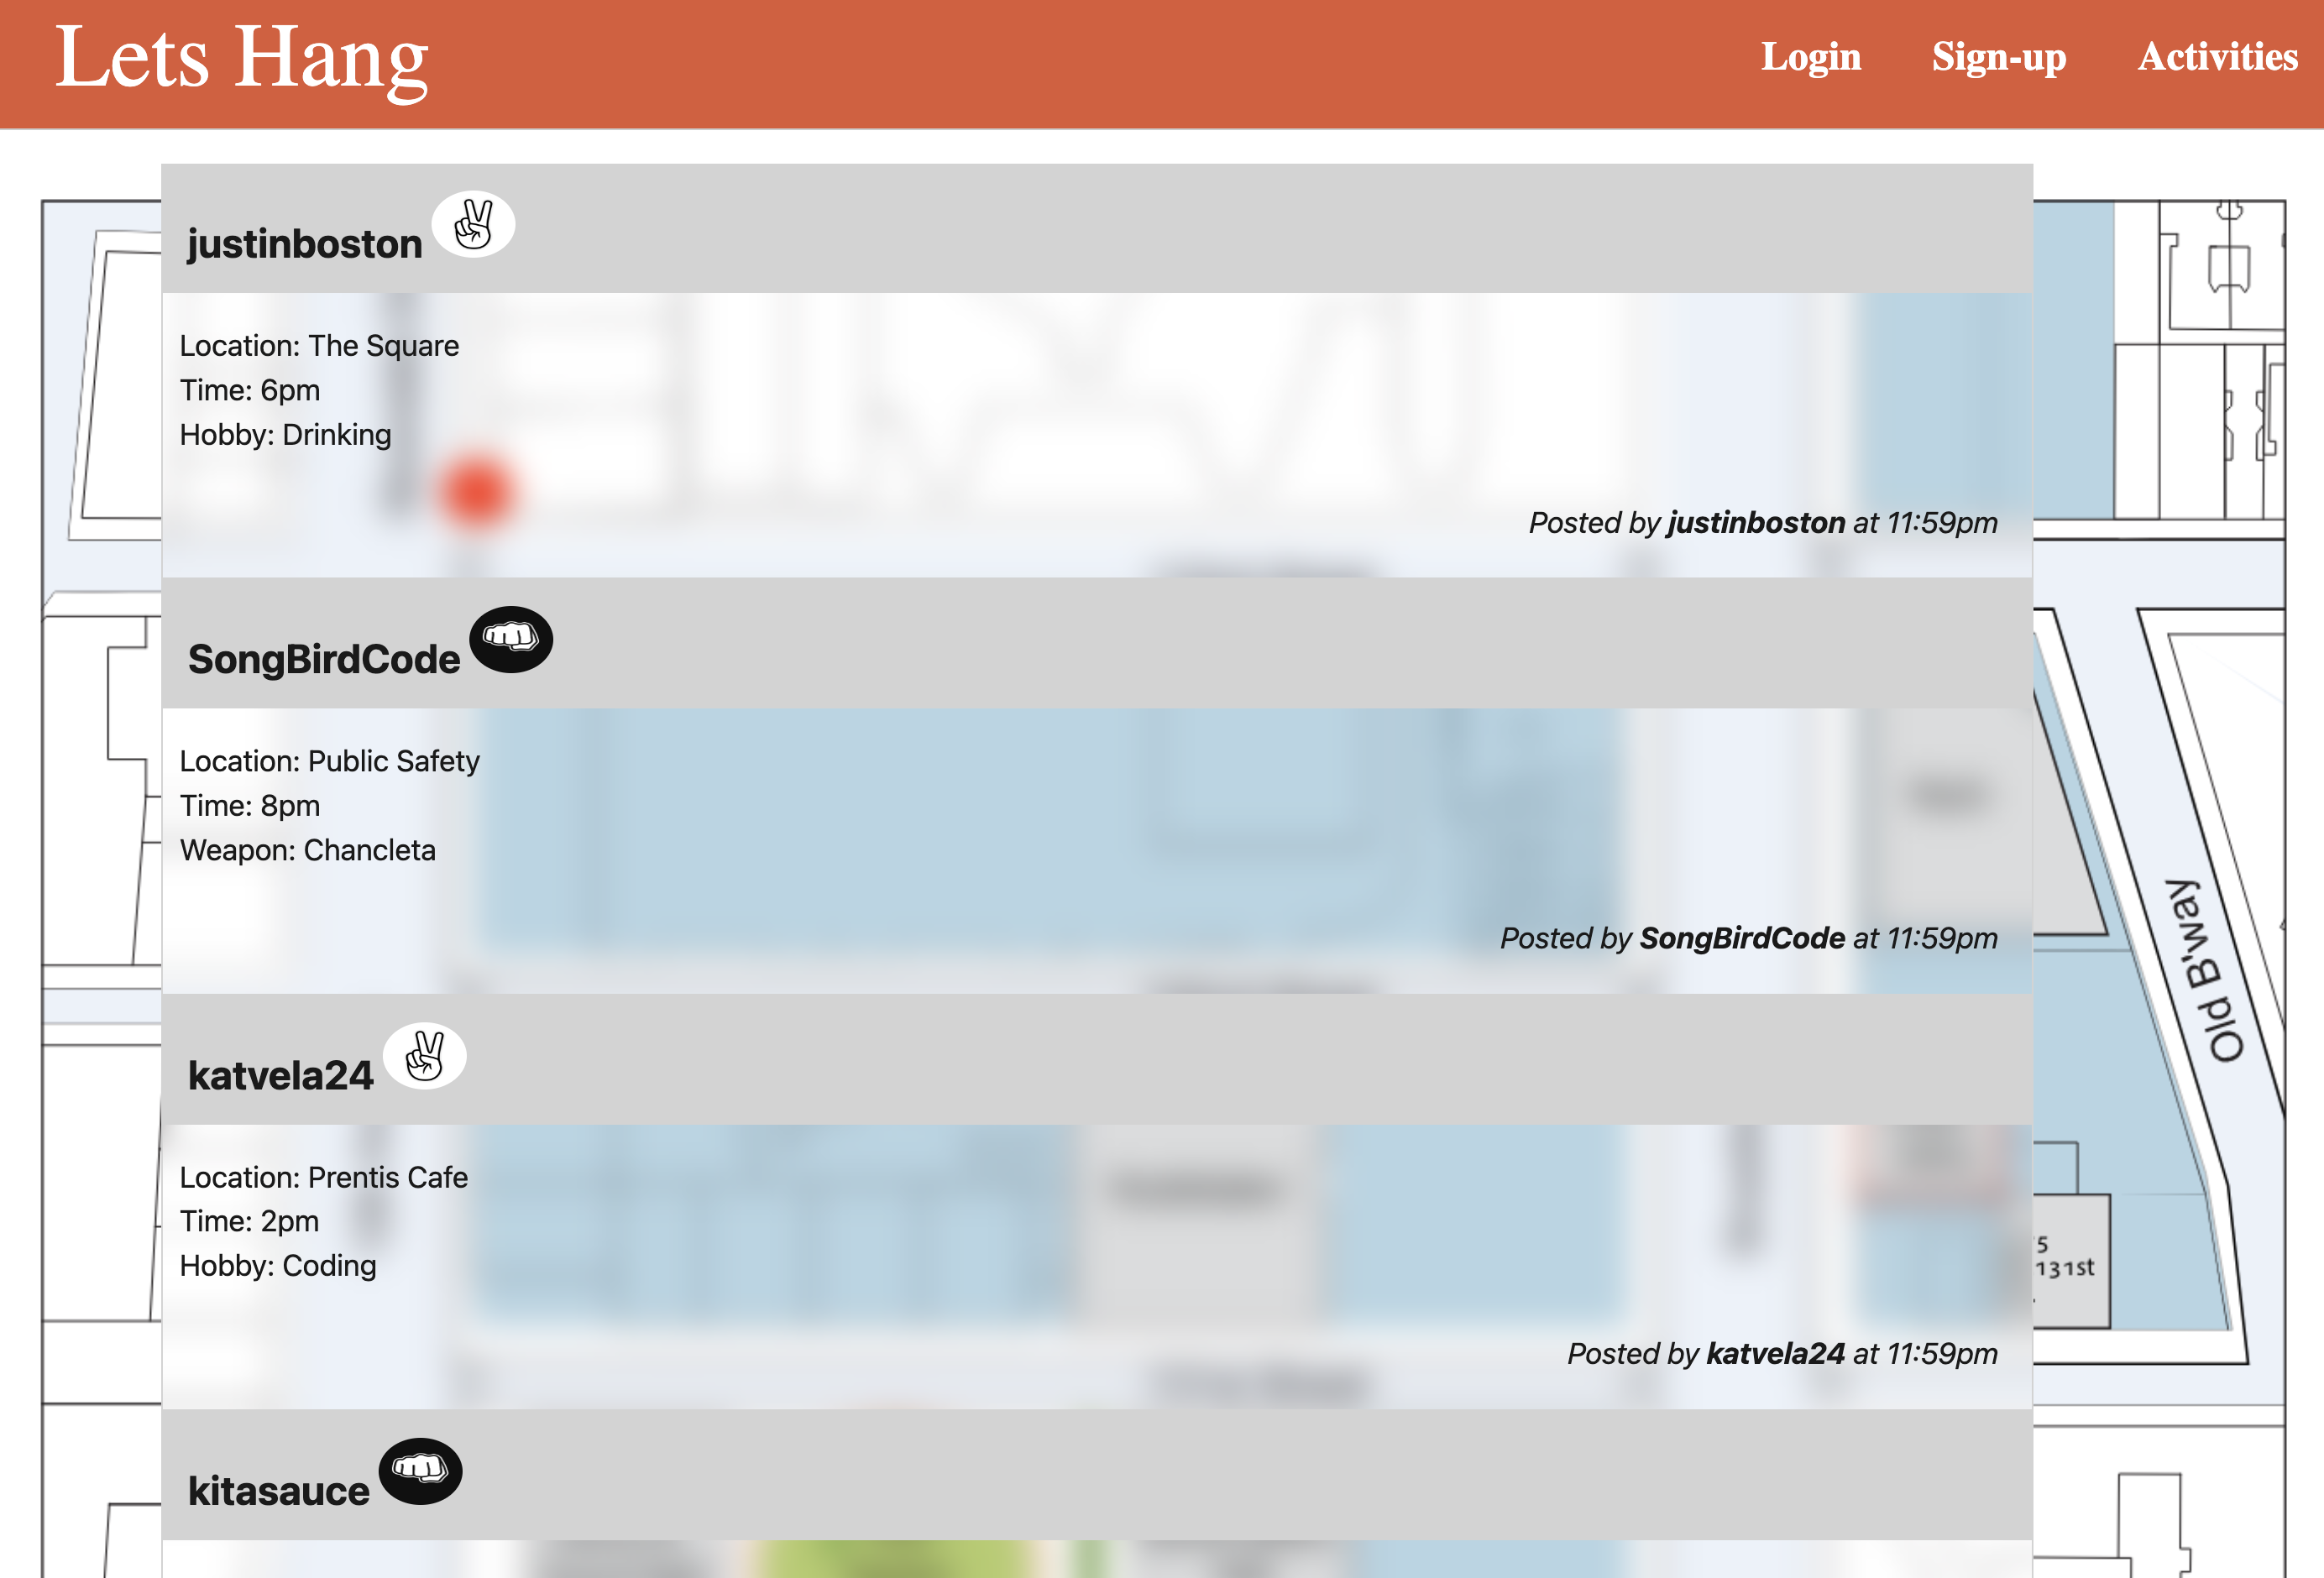 Lets Hang
Login Sign-up Activities
justinboston
Location: The Square
Time: 6pm
Hobby: Drinking
Posted by justinboston at 11:59pm
SongBirdCode
Location: Public Safety
Time: 8pm
Weapon: Chancleta
Posted by SongBirdCode at 11:59pm
Old B'way
katvela24
Location: Prentis Cafe
Time: 2pm
Hobby: Coding
5
131st
Posted by katvela24 at 11:59pm
kitasauce